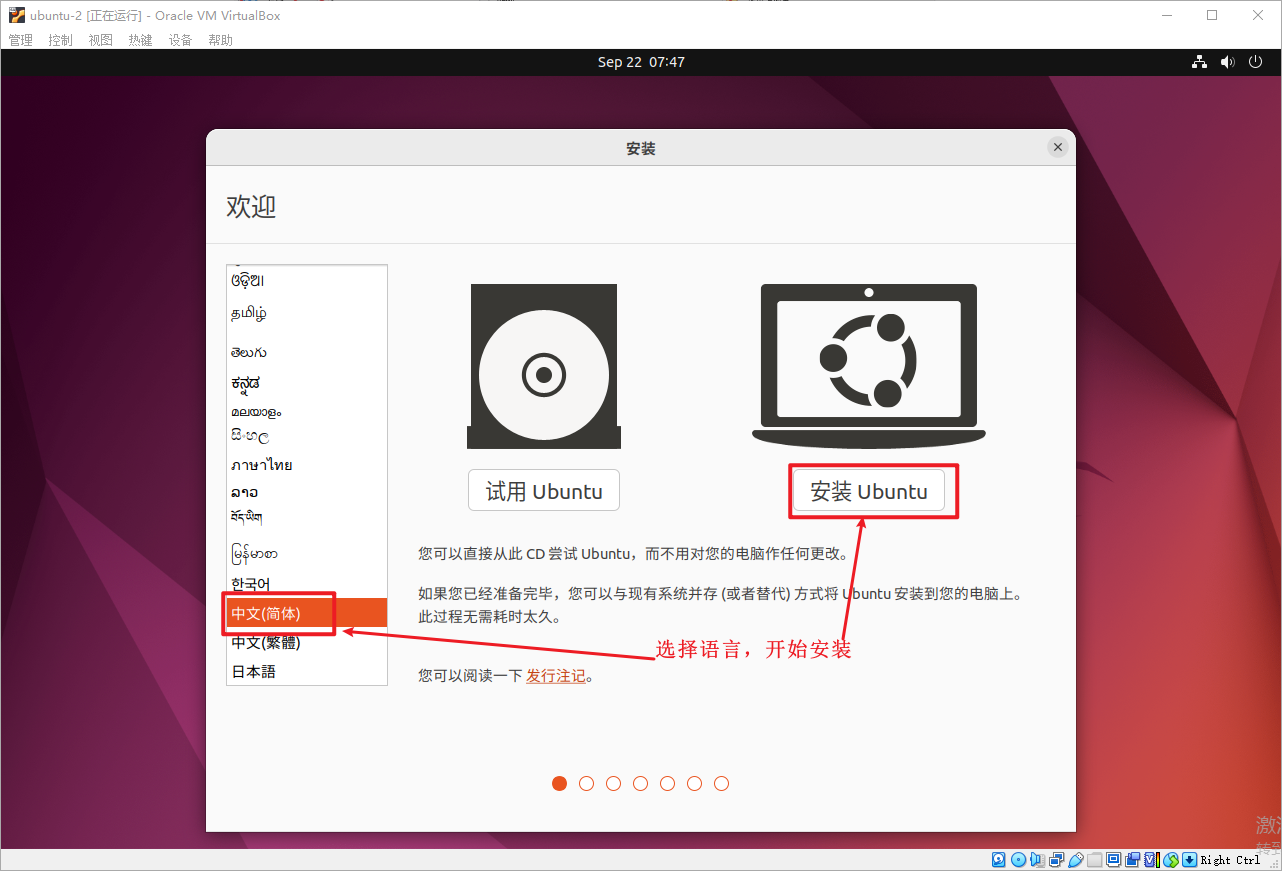 ubuntu-2 [正在运行] - Oracle VM VirtualBox
管理 控制 视图 热键 设备 帮助
Sep 22 07:47
安装
欢迎
ଓଡ଼ିଆ
தமிழ்
తెలుగు
ಕನ್ನಡ
മലയാളം
සිංහල
ภาษาไทย
ລາວ
བོད་ཡིག
မြန်မာစာ
한국어
中文(简体)
中文(繁體)
日本語
试用 Ubuntu
安装 Ubuntu
您可以直接从此 CD 尝试 Ubuntu，而不用对您的电脑作任何更改。
如果您已经准备完毕，您可以与现有系统并存 (或者替代) 方式将 Ubuntu 安装到您的电脑上。
此过程无需耗时太久。
选择语言，开始安装
您可以阅读一下 发行注记。
Right Ctrl